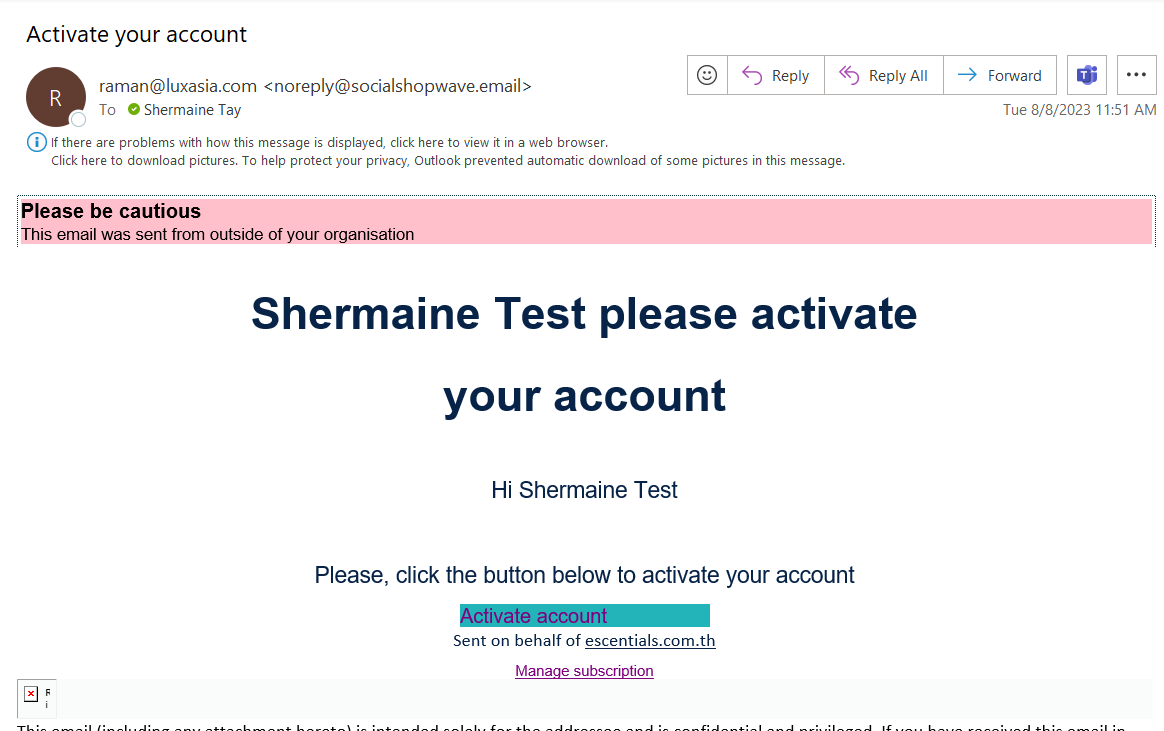 Activate your account
R
raman@luxasia.com <noreply@socialshopwave.email>
To Shermaine Tay
Reply
Reply All
Forward
Tue 8/8/2023 11:51 AM
If there are problems with how this message is displayed, click here to view it in a web browser.
Click here to download pictures. To help protect your privacy, Outlook prevented automatic download of some pictures in this message.
Please be cautious
This email was sent from outside of your organisation
Shermaine Test please activate
your account
Hi Shermaine Test
Please, click the button below to activate your account
Activate account
Sent on behalf of escentials.com.th
Manage subscription
R
i
This email (including any attachment hereto) is intended solely for the addressee and is confidential and privileged. If you have received this email in